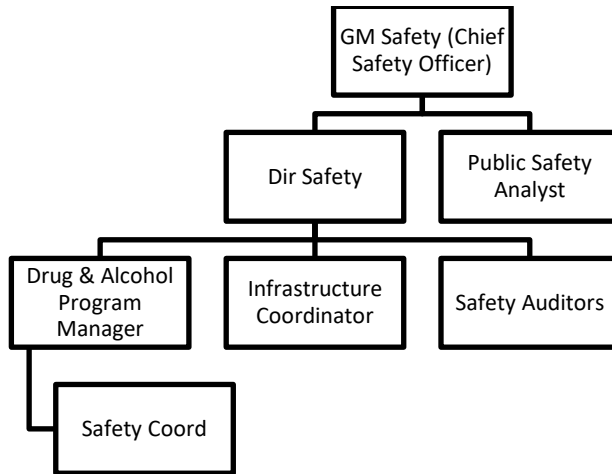 GM Safety (Chief
Safety Officer)
Dir Safety
Public Safety
Analyst
Drug & Alcohol
Program
Manager
Infrastructure
Coordinator
Safety Auditors
Safety Coord